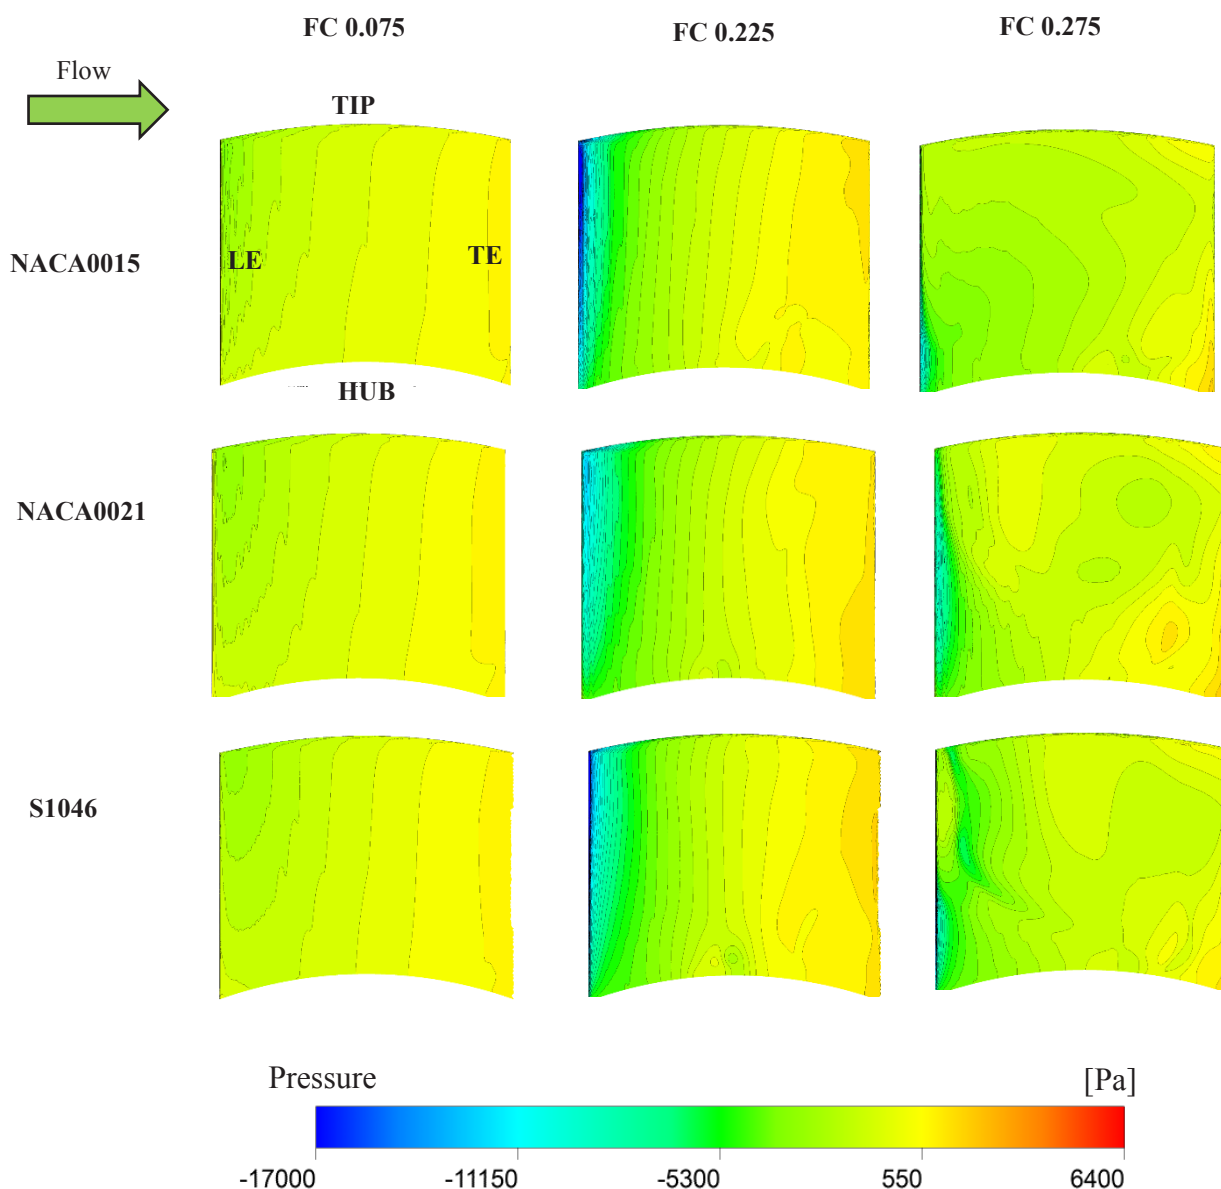 FC 0.075
FC 0.225
FC 0.275
Flow
TIP
NACA0015
LE
TE
HUB
NACA0021
S1046
Pressure
[Pa]
-17000
-11150
-5300
550
6400